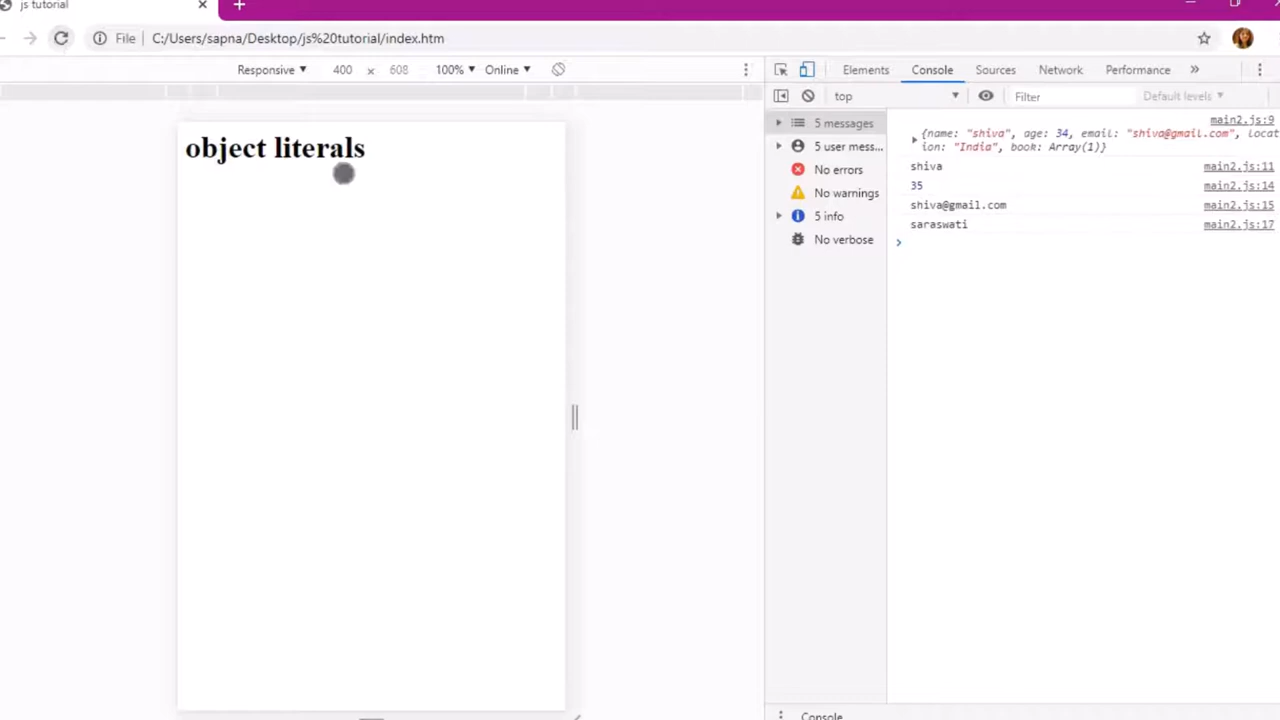 js tutorial
File C:/Users/sapna/Desktop/js%20tutorial/index.htm
Responsive 400 x 608 100% Online
Elements Console Sources Network Performance »
top Filter Default levels
5 messages
5 user mess...
No errors
No warnings
5 info
No verbose
main2.js:9
{name: "shiva", age: 34, email: "shiva@gmail.com", locat
ion: "India", book: Array(1)}
shiva main2.js:11
35 main2.js:14
shiva@gmail.com main2.js:15
saraswati main2.js:17
object literals
Console